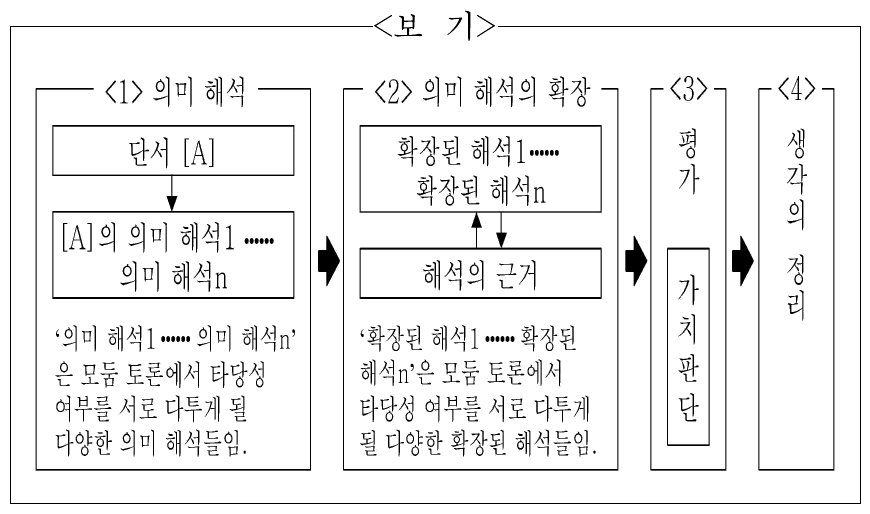 <보 기>
<1> 의미 해석
단서 [A]
[A]의 의미 해석1 ······
의미 해석n
'의미 해석1 ······ 의미 해석n'
은 모둠 토론에서 타당성
여부를 서로 다투게 될
다양한 의미 해석들임.
<2> 의미 해석의 확장
확장된 해석1 ······
확장된 해석n
해석의 근거
'확장된 해석1 ······ 확장된
해석n'은 모둠 토론에서
타당성 여부를 서로 다투게
될 다양한 확장된 해석들임.
<3>
평가
가치판단
<4>
생각의 정리